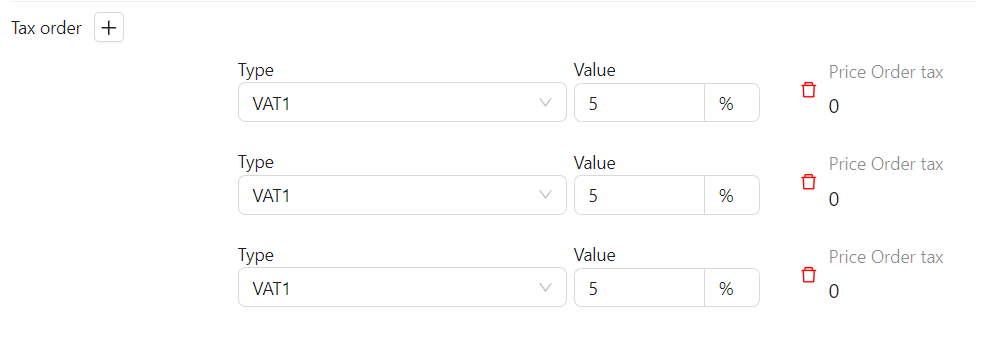 Tax order
Type Value Price Order tax
VAT1 5 % 0
Type Value Price Order tax
VAT1 5 % 0
Type Value Price Order tax
VAT1 5 % 0